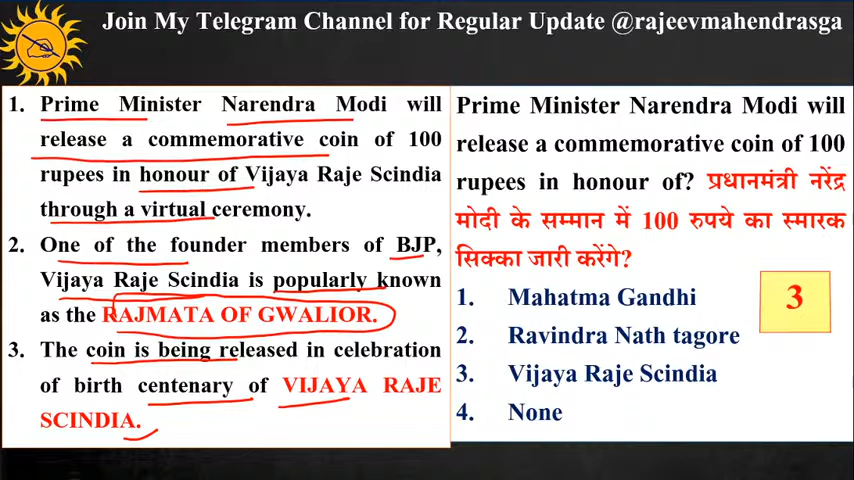 Join My Telegram Channel for Regular Update @rajeevmahendrasga
1. Prime Minister Narendra Modi will
release a commemorative coin of 100
rupees in honour of Vijaya Raje Scindia
through a virtual ceremony.
2. One of the founder members of BJP,
Vijaya Raje Scindia is popularly known
as the RAJMATA OF GWALIOR.
3. The coin is being released in celebration
of birth centenary of VIJAYA RAJE
SCINDIA.
Prime Minister Narendra Modi will
release a commemorative coin of 100
rupees in honour of? प्रधानमंत्री नरेंद्र
मोदी के सम्मान में 100 रुपये का स्मारक
सिक्का जारी करेंगे?
1. Mahatma Gandhi
2. Ravindra Nath tagore
3. Vijaya Raje Scindia
4. None
3